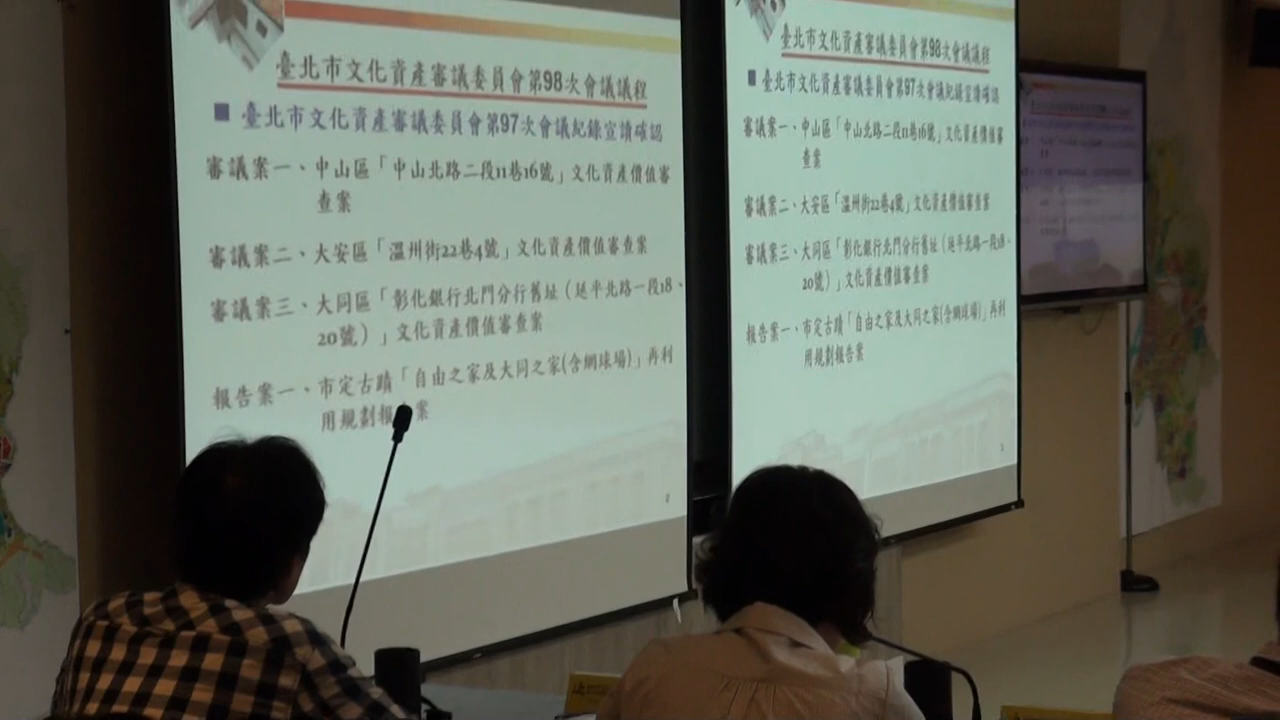 臺北市文化資產審議委員會第98次會議議程
■ 臺北市文化資產審議委員會第97次會議紀錄宣讀確認
審議案一、中山區「中山北路二段11巷16號」文化資產價值審
查案
審議案二、大安區「溫州街22巷4號」文化資產價值審查案
審議案三、大同區「彰化銀行北門分行舊址（延平北路一段18、
20號）」文化資產價值審查案
報告案一、市定古蹟「自由之家及大同之家(含網球場)」再利
用規劃報 案
2
臺北市文化資產審議委員會第98次會議議程
■ 臺北市文化資產審議委員會第97次會議紀錄宣讀確認
審議案一、中山區「中山北路二段11巷16號」文化資產價值審
查案
審議案二、大安區「溫州街22巷4號」文化資產價值審查案
審議案三、大同區「彰化銀行北門分行舊址（延平北路一段18、
20號）」文化資產價值審查案
報告案一、市定古蹟「自由之家及大同之家(含網球場)」再利
用規劃報告案